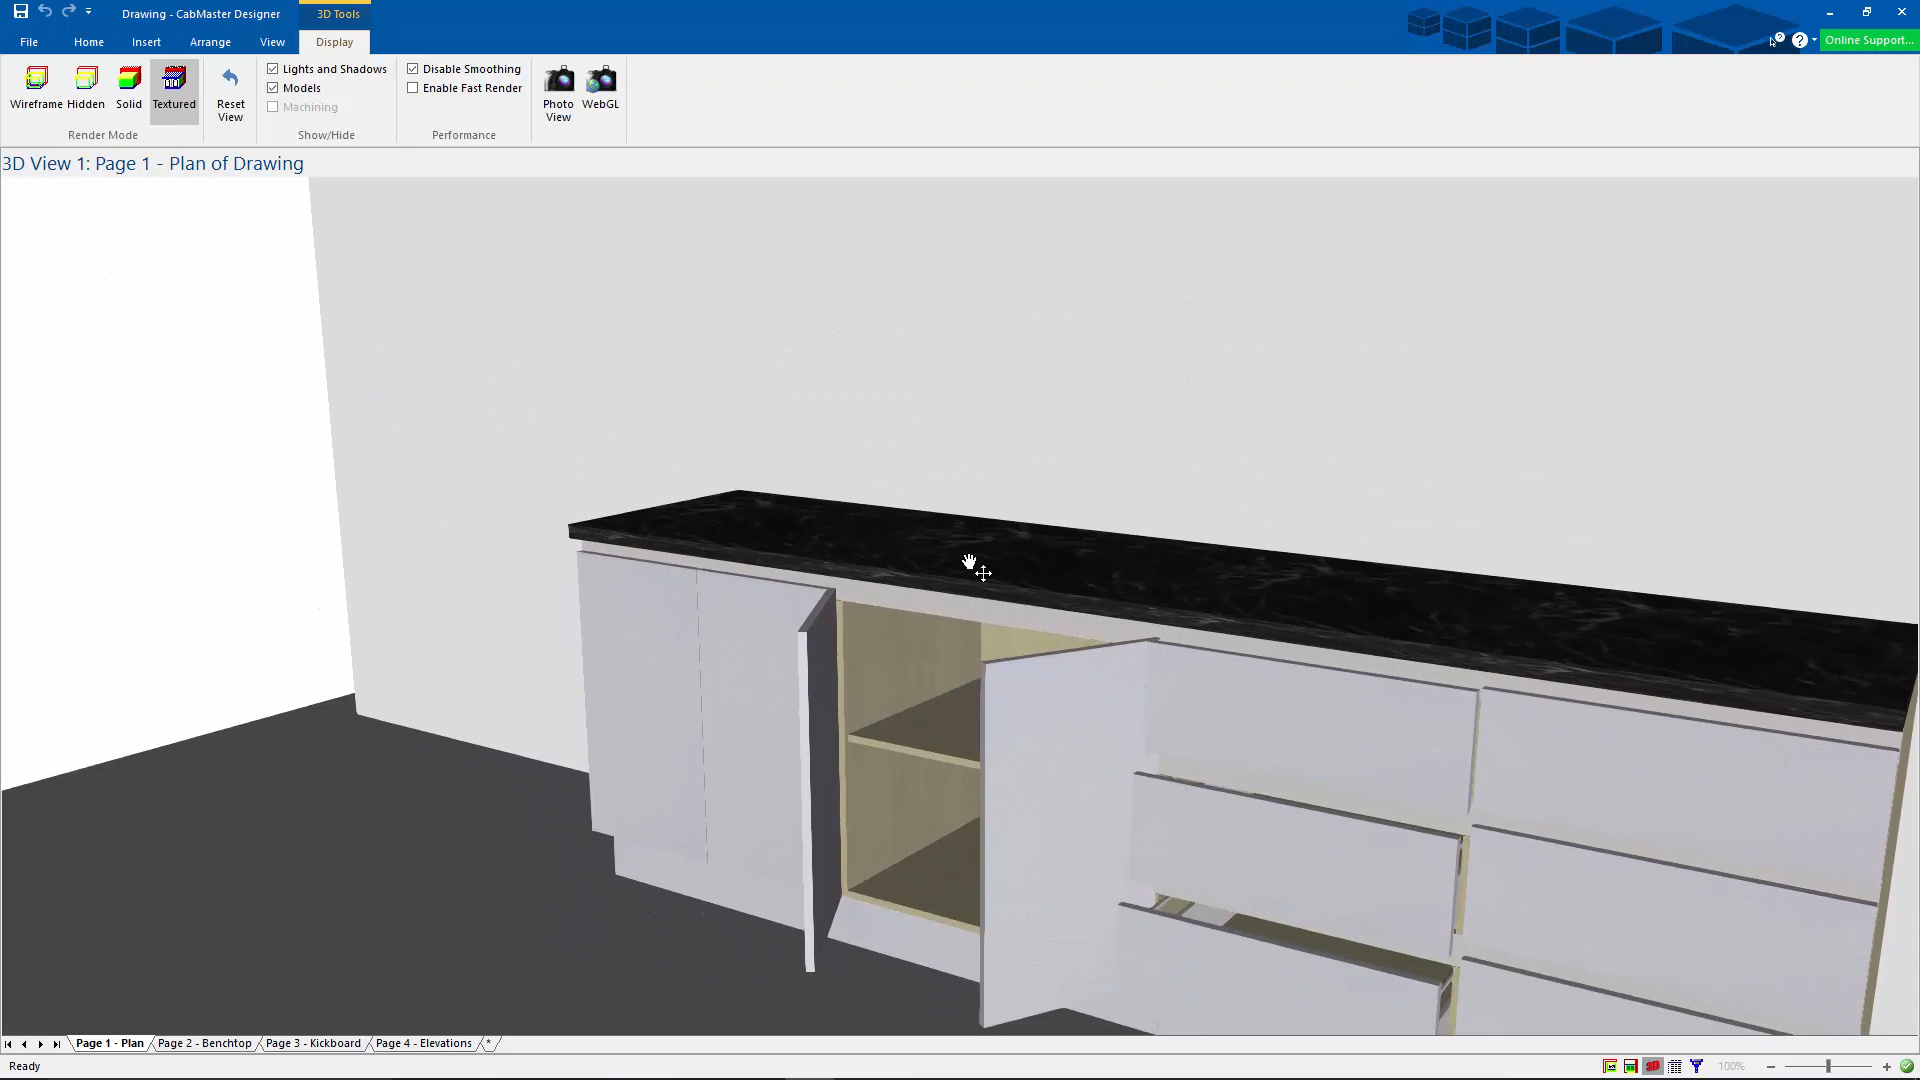 Drawing - CabMaster Designer
3D Tools
File
Home
Insert
Arrange
View
Display
Online Support...
Wireframe
Hidden
Solid
Textured
Render Mode
Reset
View
Lights and Shadows
Models
Machining
Show/Hide
Disable Smoothing
Enable Fast Render
Performance
Photo
View
WebGL
3D View 1: Page 1 - Plan of Drawing
Page 1 - Plan
Page 2 - Benchtop
Page 3 - Kickboard
Page 4 - Elevations
*
Ready
3D
100%